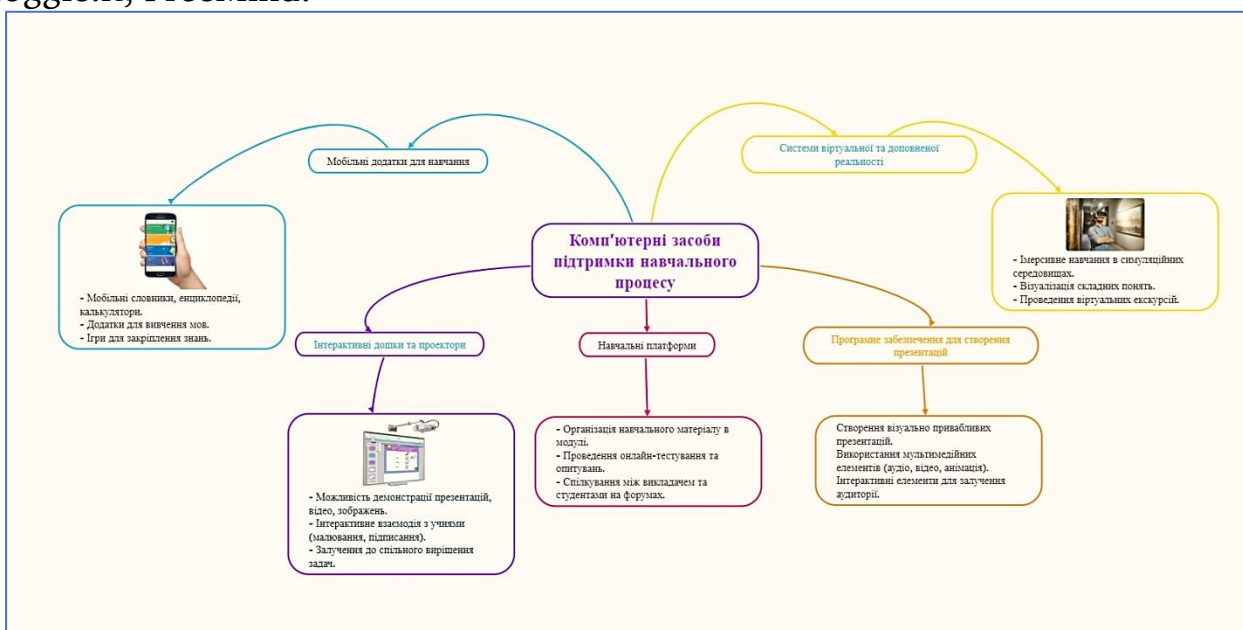 Мобільні додатки для навчання
Системи віртуальної та доповненої
реальності
- Мобільні словники, енциклопедії,
калькулятори.
- Додатки для вивчення мов.
- Ігри для закріплення знань.
Комп'ютерні засоби
підтримки навчального
процесу
- Імерсивне навчання в симуляційних
середовищах.
- Візуалізація складних понять.
- Проведення віртуальних екскурсій.
Інтерактивні дошки та проектори
Навчальні платформи
Програмне забезпечення для створення
презентацій
- Можливість демонстрації презентацій,
відео, зображень.
- Інтерактивне взаємодія з учнями
(малювання, підписання).
- Залучення до спільного вирішення
задач.
- Організація навчального матеріалу в
модулі.
- Проведення онлайн-тестування та
опитувань.
- Спілкування між викладачем та
студентами на форумах.
Створення візуально привабливих
презентацій.
Використання мультимедійних
елементів (аудіо, відео, анімація).
Інтерактивні елементи для залучення
аудиторії.